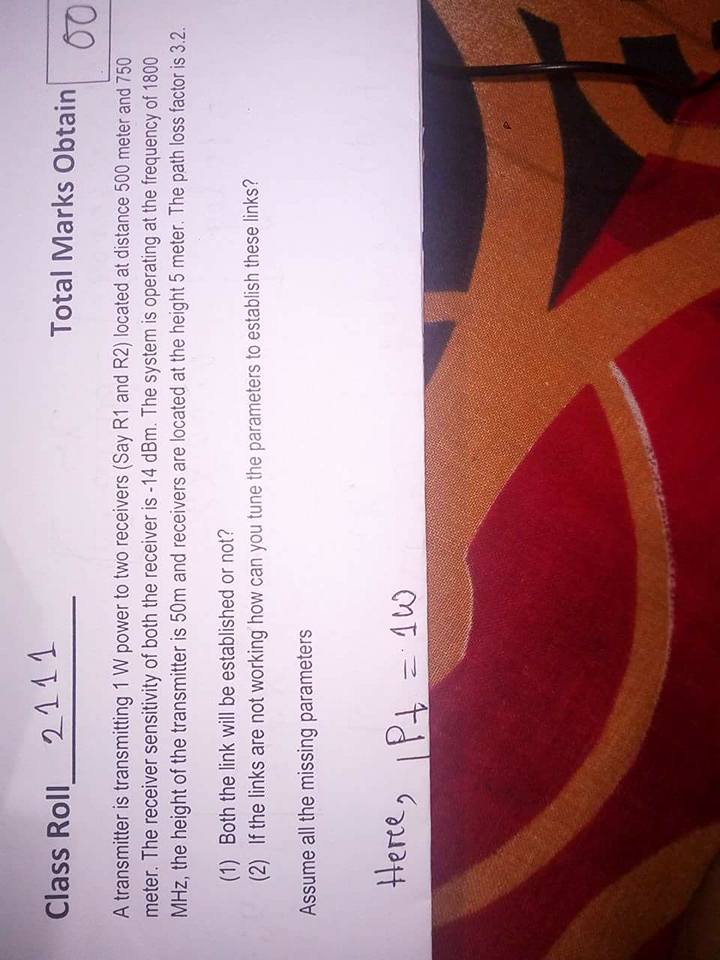 Class Roll 2111
Total Marks Obtain 00
A transmitter is transmitting 1 W power to two receivers (Say R1 and R2) located at distance 500 meter and 750
meter. The receiver sensitivity of both the receiver is -14 dBm. The system is operating at the frequency of 1800
MHz, the height of the transmitter is 50m and receivers are located at the height 5 meter. The path loss factor is 3.2.
(1) Both the link will be established or not?
(2) If the links are not working how can you tune the parameters to establish these links?
Assume all the missing parameters
Here, Pt = 1W